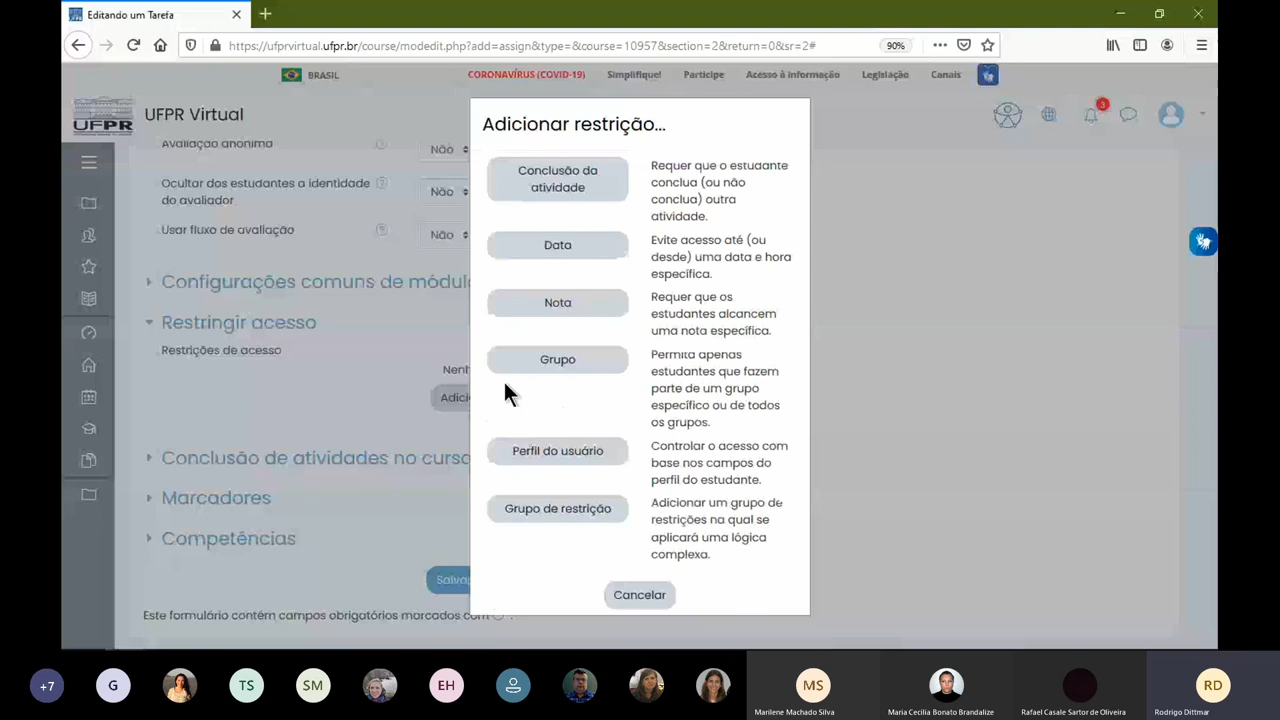 Editando um Tarefa
https://ufprvirtual.ufpr.br/course/modedit.php?add=assign&type=&course=10957&section=2&return=0&sr=2#
90%
BRASIL
CORONAVÍRUS (COVID-19)
Simplifique!
Participe
Acesso à informação
Legislação
Canais
UFPR
UFPR Virtual
3
Avaliação anônima
Não
Ocultar dos estudantes a identidade
do avaliador
Não
Usar fluxo de avaliação
Não
Configurações comuns de módul
Restringir acesso
Restrições de acesso
Nenh
Adici
Conclusão de atividades no curso
Marcadores
Competências
Salva
Este formulário contém campos obrigatórios marcados com
Adicionar restrição...
Conclusão da
atividade
Requer que o estudante
conclua (ou não
conclua) outra
atividade.
Data
Evite acesso até (ou
desde) uma data e hora
específica.
Nota
Requer que os
estudantes alcancem
uma nota específica.
Grupo
Permita apenas
estudantes que fazem
parte de um grupo
específico ou de todos
os grupos.
Perfil do usuário
Controlar o acesso com
base nos campos do
perfil do estudante.
Grupo de restrição
Adicionar um grupo de
restrições na qual se
aplicará uma lógica
complexa.
Cancelar
+7
G
TS
SM
EH
MS
RD
Marilene Machado Silva
Maria Cecilia Bonato Brandalize
Rafael Casale Sartor de Oliveira
Rodrigo Dittmar